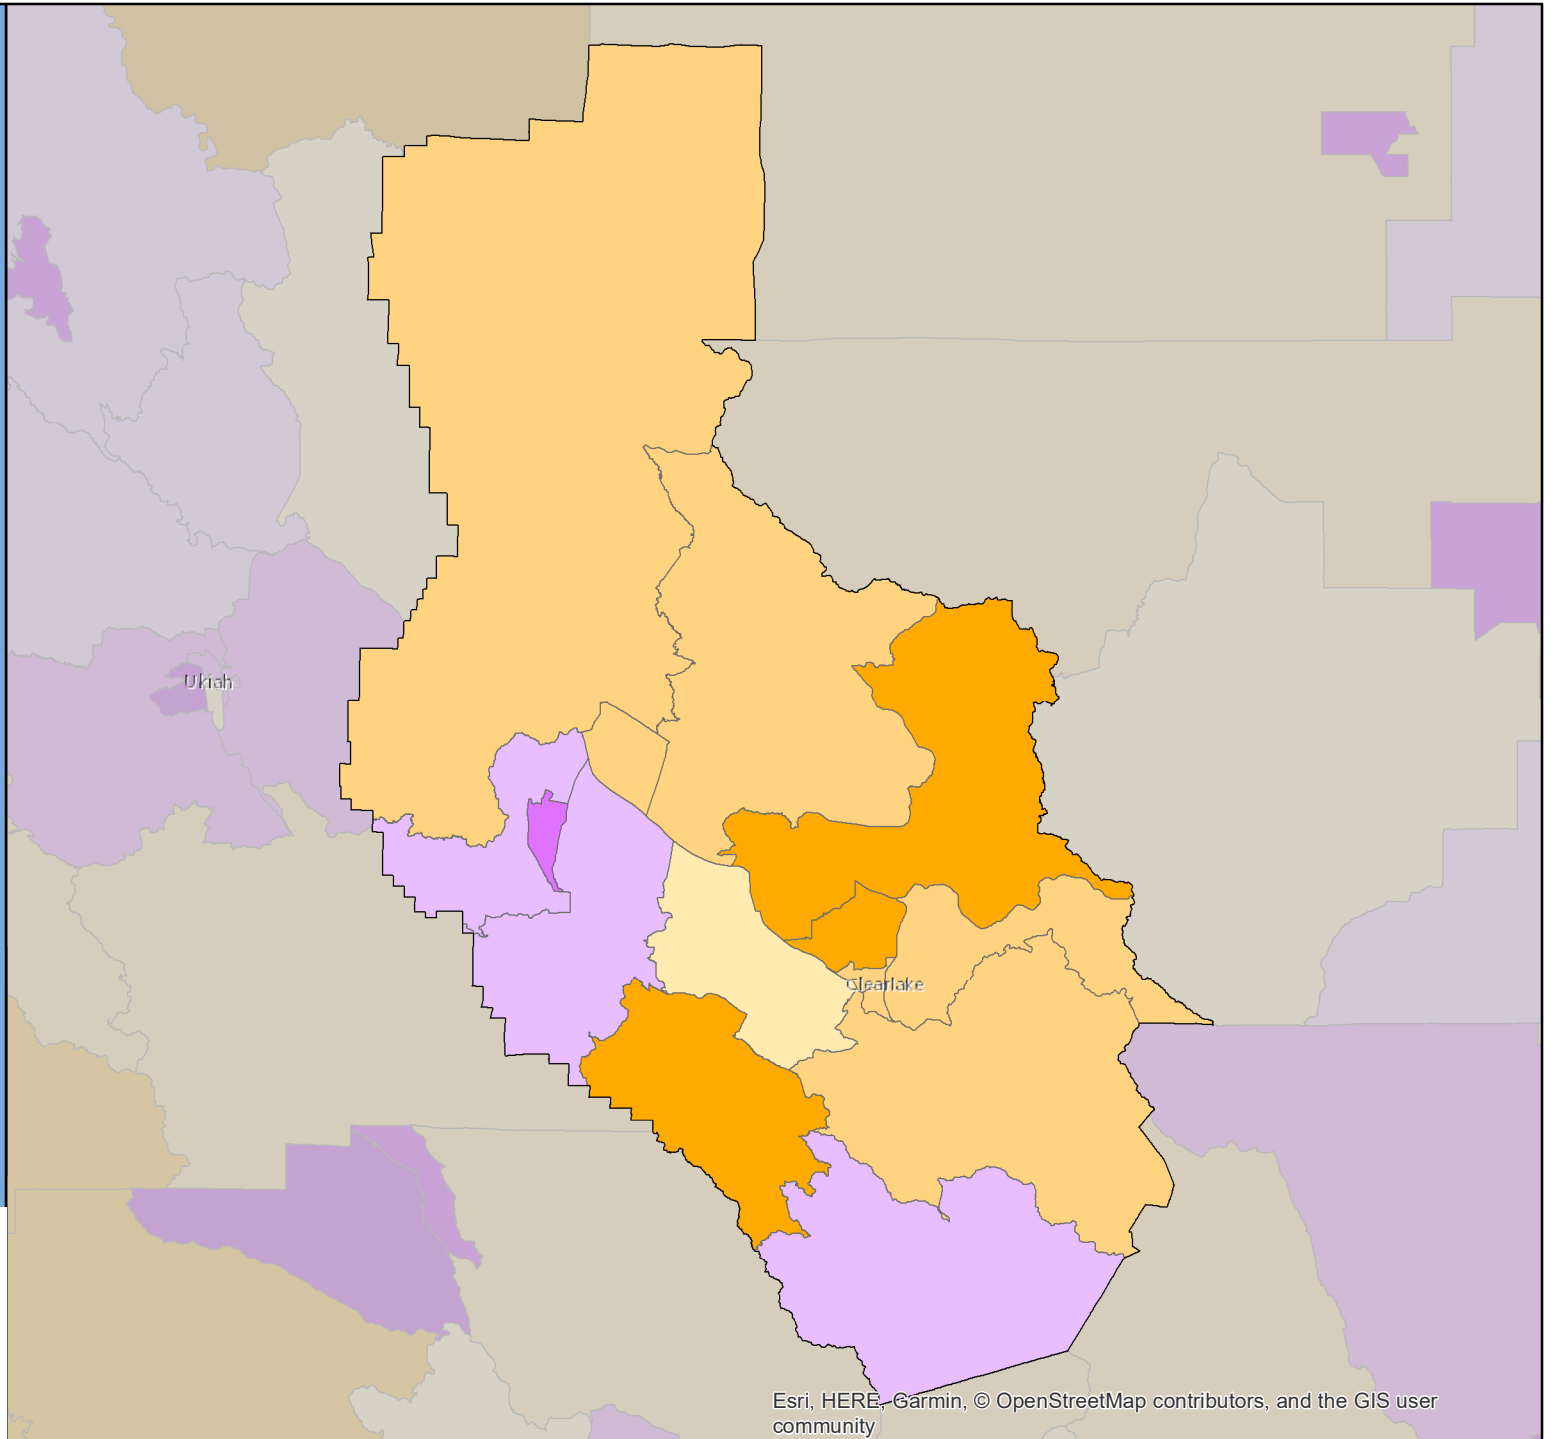 Ukiah
Clearlake
Esri, HERE, Garmin, © OpenStreetMap contributors, and the GIS user
community